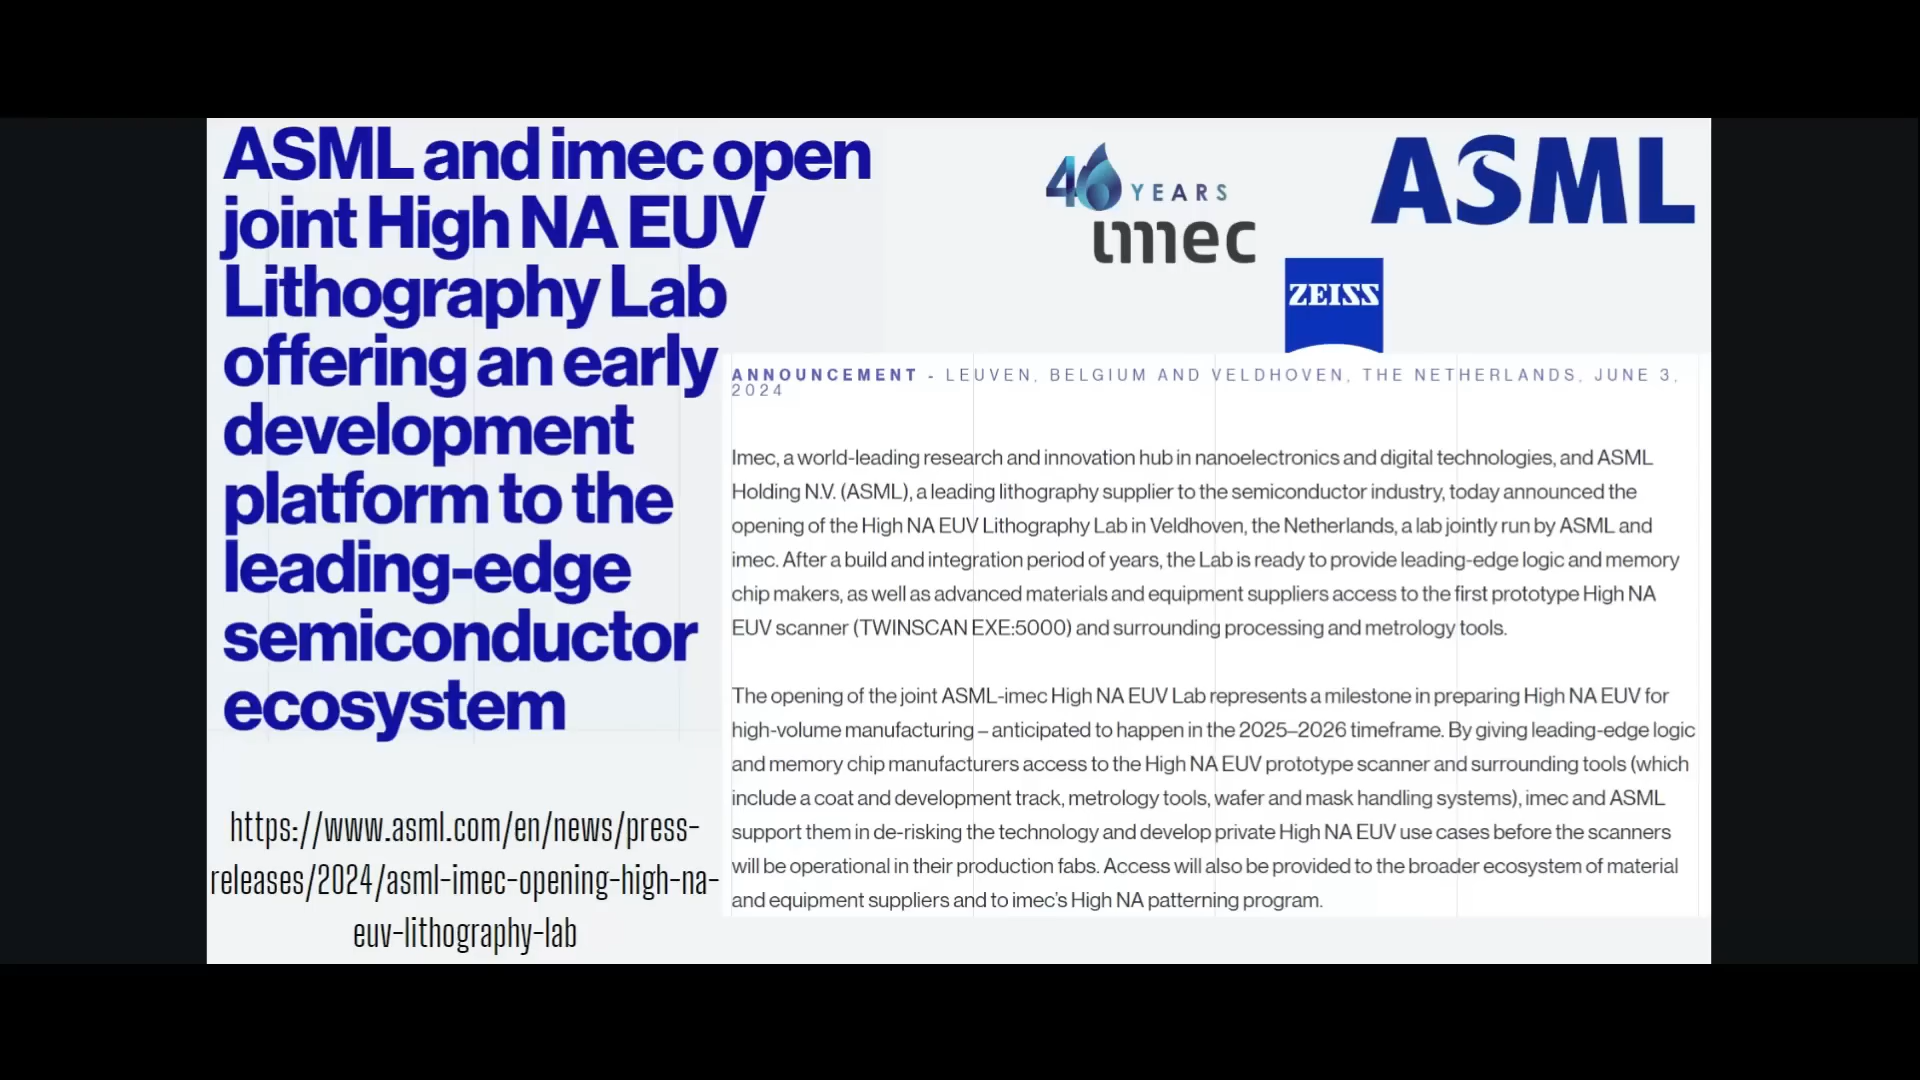 ASML and imec open
joint High NA EUV
Lithography Lab
offering an early
development
platform to the
leading-edge
semiconductor
ecosystem
https://www.asml.com/en/news/press-
releases/2024/asml-imec-opening-high-na-
euv-lithography-lab
40 YEARS
imec
ASML
ZEISS
ANNOUNCEMENT - LEUVEN, BELGIUM AND VELDHOVEN, THE NETHERLANDS, JUNE 3,
2024
Imec, a world-leading research and innovation hub in nanoelectronics and digital technologies, and ASML
Holding N.V. (ASML), a leading lithography supplier to the semiconductor industry, today announced the
opening of the High NA EUV Lithography Lab in Veldhoven, the Netherlands, a lab jointly run by ASML and
imec. After a build and integration period of years, the Lab is ready to provide leading-edge logic and memory
chip makers, as well as advanced materials and equipment suppliers access to the first prototype High NA
EUV scanner (TWINSCAN EXE:5000) and surrounding processing and metrology tools.
The opening of the joint ASML-imec High NA EUV Lab represents a milestone in preparing High NA EUV for
high-volume manufacturing – anticipated to happen in the 2025–2026 timeframe. By giving leading-edge logic
and memory chip manufacturers access to the High NA EUV prototype scanner and surrounding tools (which
include a coat and development track, metrology tools, wafer and mask handling systems), imec and ASML
support them in de-risking the technology and develop private High NA EUV use cases before the scanners
will be operational in their production fabs. Access will also be provided to the broader ecosystem of material
and equipment suppliers and to imec’s High NA patterning program.